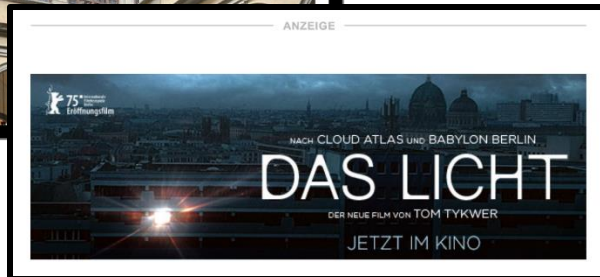 ANZEIGE
75 Eröffnungsfilm
NACH CLOUD ATLAS UND BABYLON BERLIN
DAS LICHT
DER NEUE FILM VON TOM TYKWER
JETZT IM KINO